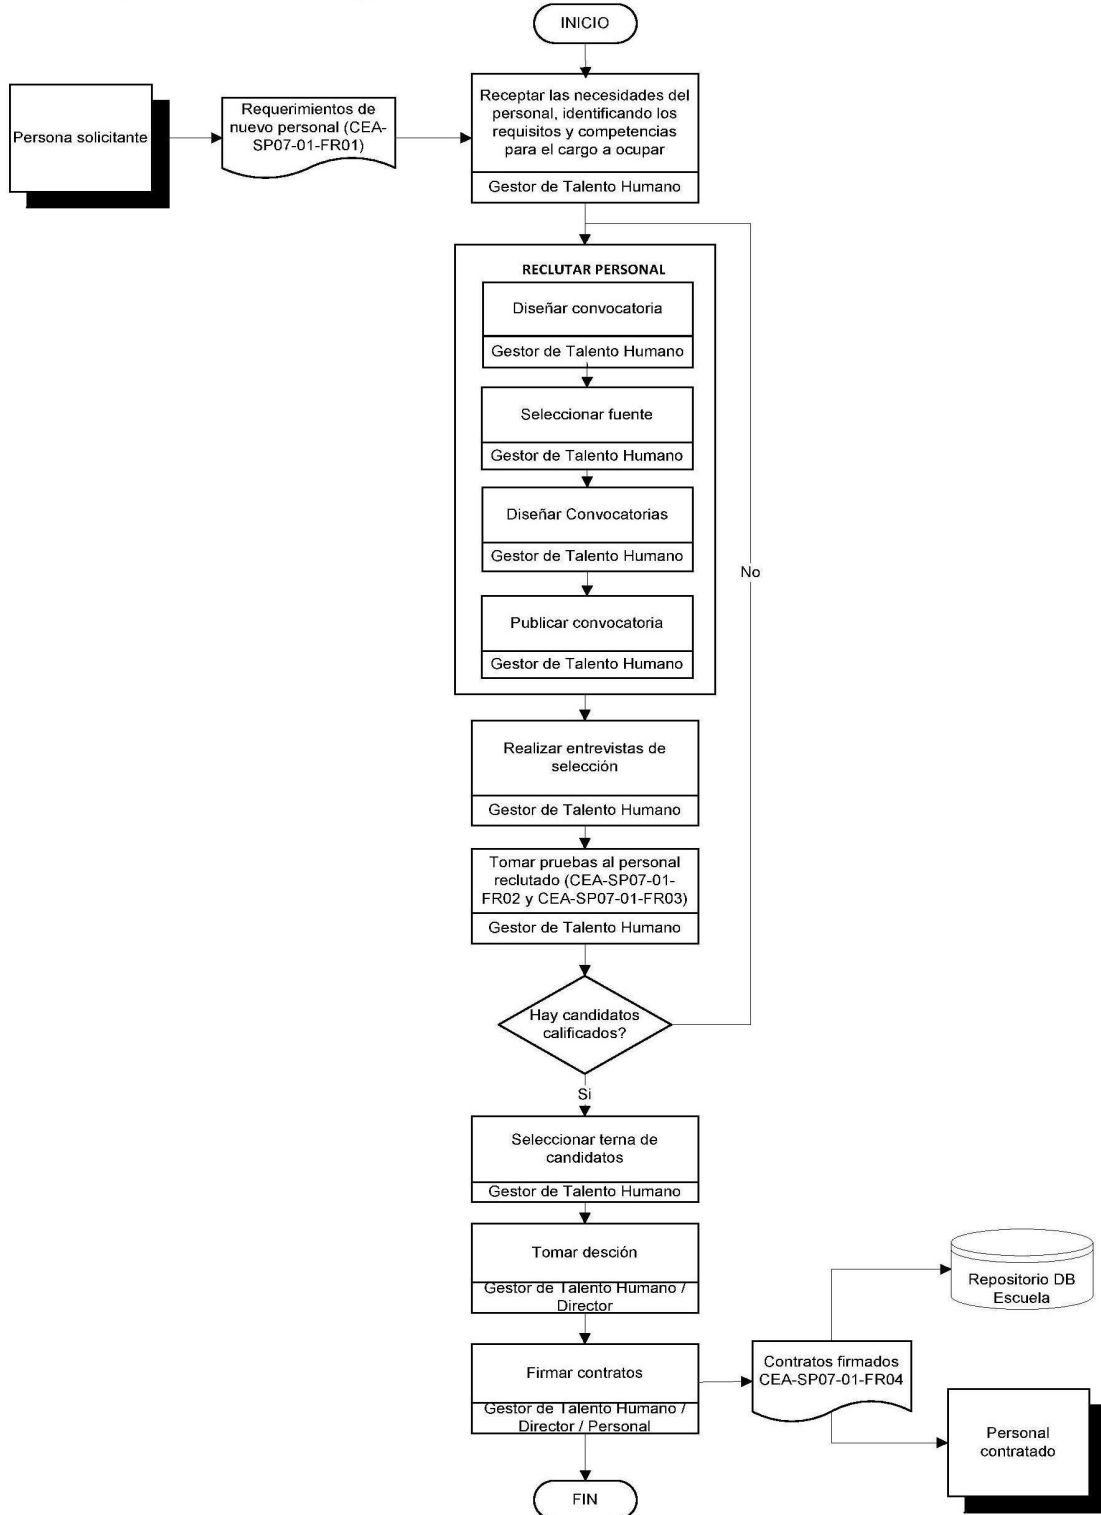 INICIO
Persona solicitante
Requerimientos de
nuevo personal (CEA-
SP07-01-FR01)
Receptar las necesidades del
personal, identificando los
requisitos y competencias
para el cargo a ocupar
Gestor de Talento Humano
RECLUTAR PERSONAL
Diseñar convocatoria
Gestor de Talento Humano
Seleccionar fuente
Gestor de Talento Humano
Diseñar Convocatorias
Gestor de Talento Humano
Publicar convocatoria
Gestor de Talento Humano
No
Realizar entrevistas de
selección
Gestor de Talento Humano
Tomar pruebas al personal
reclutado (CEA-SP07-01-
FR02 y CEA-SP07-01-FR03)
Gestor de Talento Humano
Hay candidatos
calificados?
Si
Seleccionar terna de
candidatos
Gestor de Talento Humano
Tomar desción
Gestor de Talento Humano /
Director
Repositorio DB
Escuela
Firmar contratos
Gestor de Talento Humano /
Director / Personal
Contratos firmados
CEA-SP07-01-FR04
Personal
contratado
FIN